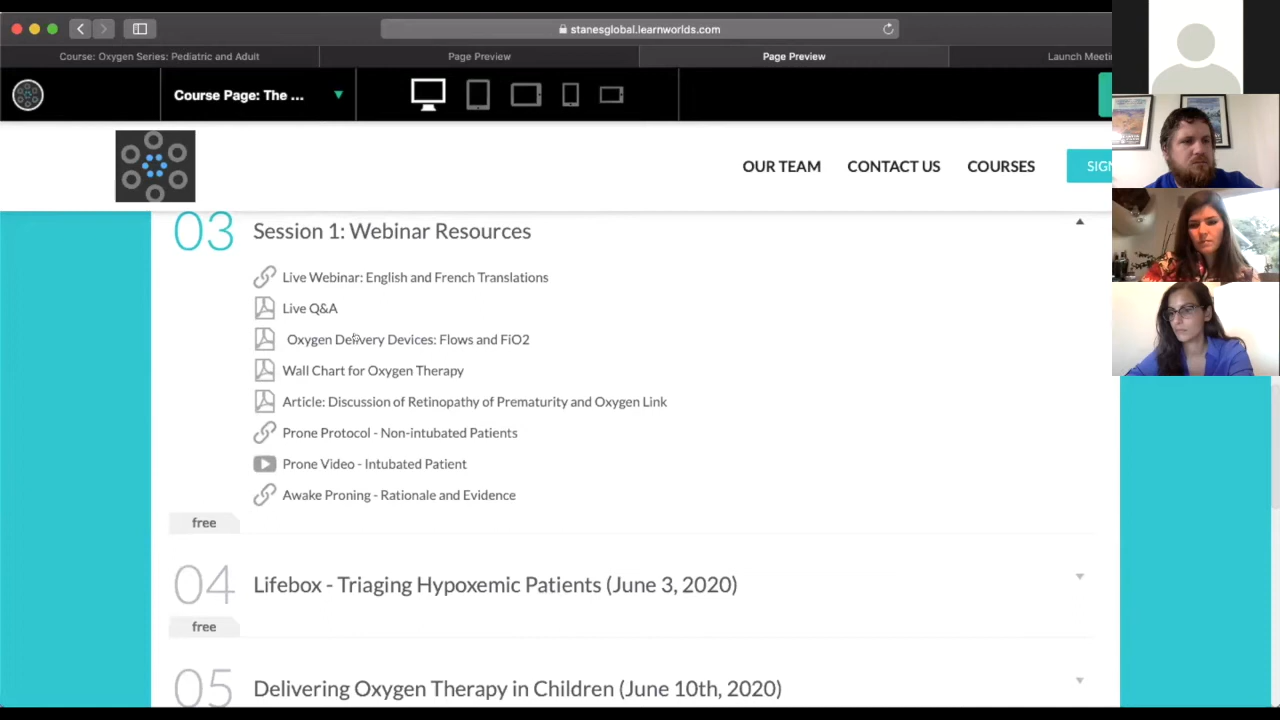 stanesglobal.learnworlds.com
Course: Oxygen Series: Pediatric and Adult
Page Preview
Page Preview
Launch Meeti
Course Page: The ...
OUR TEAM
CONTACT US
COURSES
SIGN
03
Session 1: Webinar Resources
Live Webinar: English and French Translations
Live Q&A
Oxygen Delivery Devices: Flows and FiO2
Wall Chart for Oxygen Therapy
Article: Discussion of Retinopathy of Prematurity and Oxygen Link
Prone Protocol - Non-intubated Patients
Prone Video - Intubated Patient
Awake Proning - Rationale and Evidence
free
04
Lifebox - Triaging Hypoxemic Patients (June 3, 2020)
free
05
Delivering Oxygen Therapy in Children (June 10th, 2020)